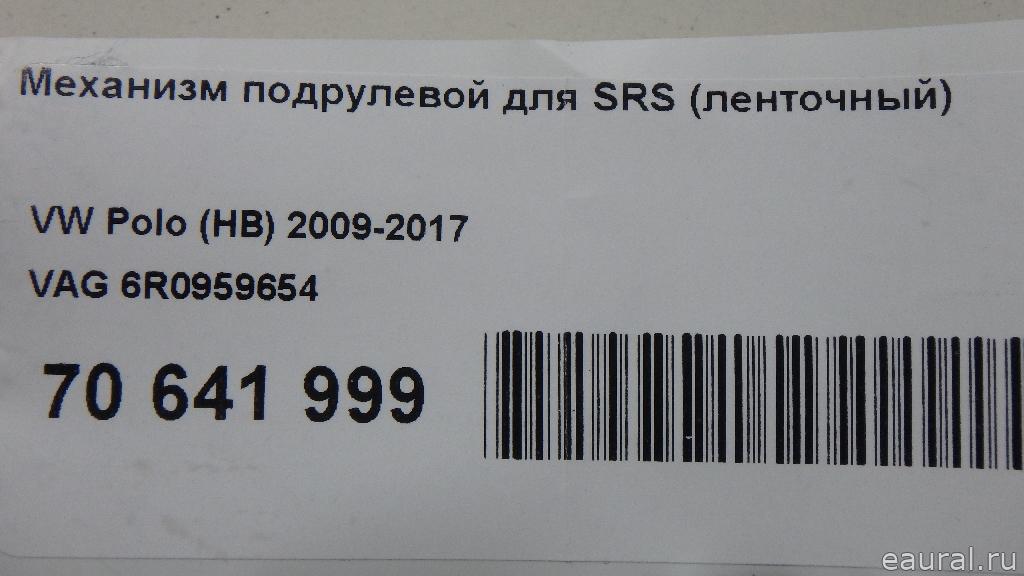 Механизм подрулевой для SRS (ленточный)
VW Polo (HB) 2009-2017
VAG 6R0959654
70 641 999
eaural.ru